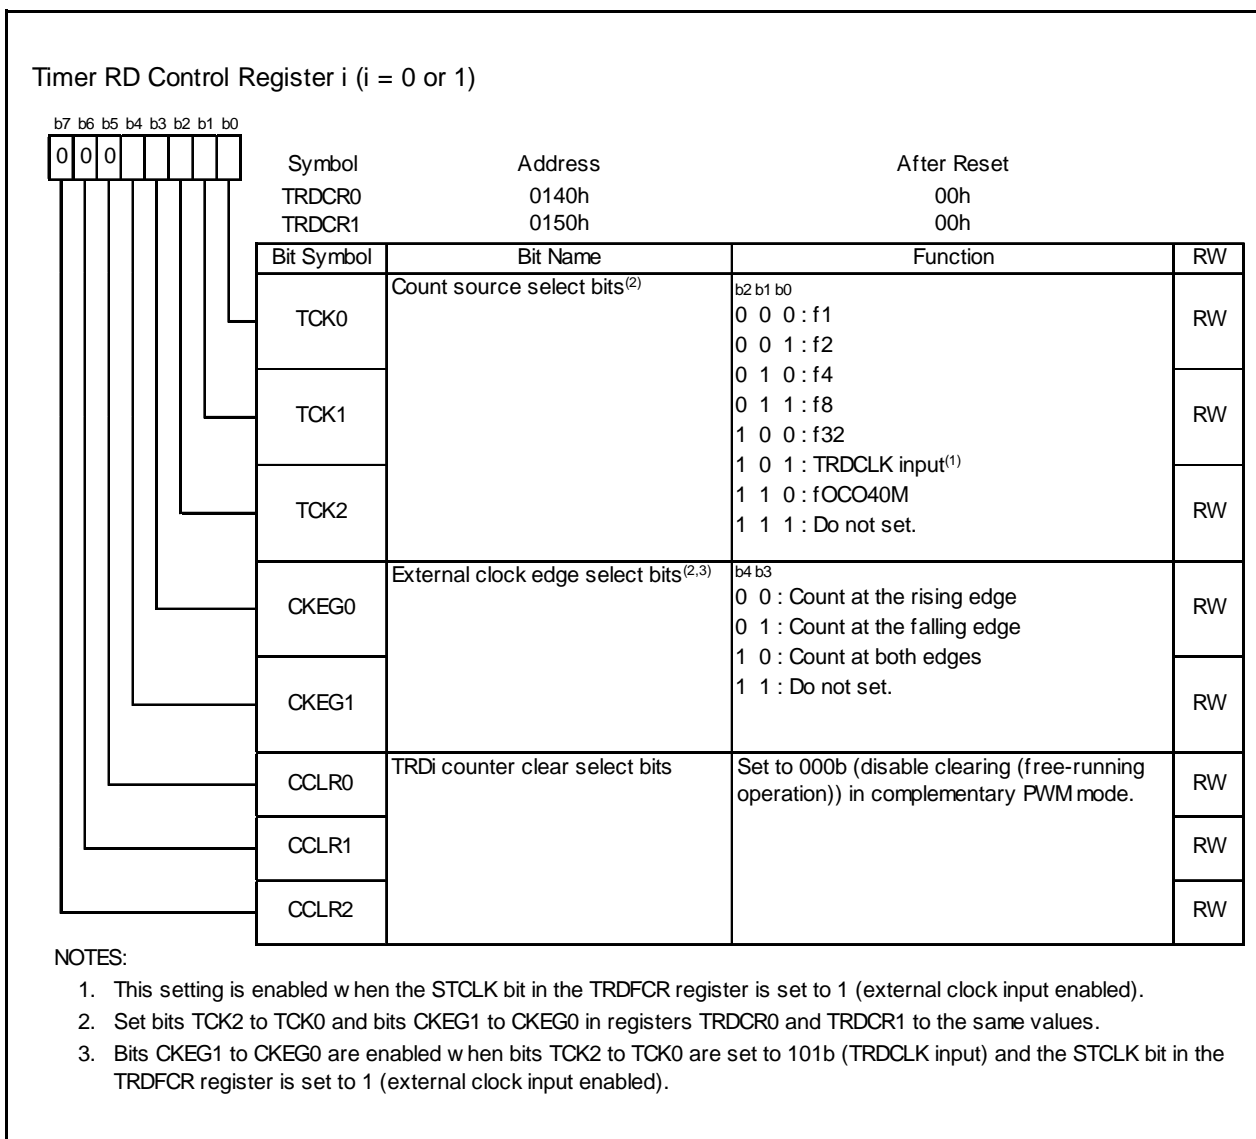 Timer RD Control Register i (i = 0 or 1)
b7 b6 b5 b4 b3 b2 b1 b0
0 0 0
Symbol Address After Reset
TRDCR0 0140h 00h
TRDCR1 0150h 00h
Bit Symbol Bit Name Function RW
TCK0 Count source select bits(2) b2 b1 b0
0 0 0 : f1 RW
0 0 1 : f2
0 1 0 : f4
TCK1 0 1 1 : f8 RW
1 0 0 : f32
1 0 1 : TRDCLK input(1)
TCK2 1 1 0 : fOCO40M RW
1 1 1 : Do not set.
External clock edge select bits(2,3) b4 b3
CKEG0 0 0 : Count at the rising edge RW
0 1 : Count at the falling edge
1 0 : Count at both edges
CKEG1 1 1 : Do not set. RW
CCLR0 TRDi counter clear select bits Set to 000b (disable clearing (free-running RW
operation)) in complementary PWM mode.
CCLR1 RW
CCLR2 RW
NOTES:
1. This setting is enabled when the STCLK bit in the TRDFCR register is set to 1 (external clock input enabled).
2. Set bits TCK2 to TCK0 and bits CKEG1 to CKEG0 in registers TRDCR0 and TRDCR1 to the same values.
3. Bits CKEG1 to CKEG0 are enabled when bits TCK2 to TCK0 are set to 101b (TRDCLK input) and the STCLK bit in the
TRDFCR register is set to 1 (external clock input enabled).